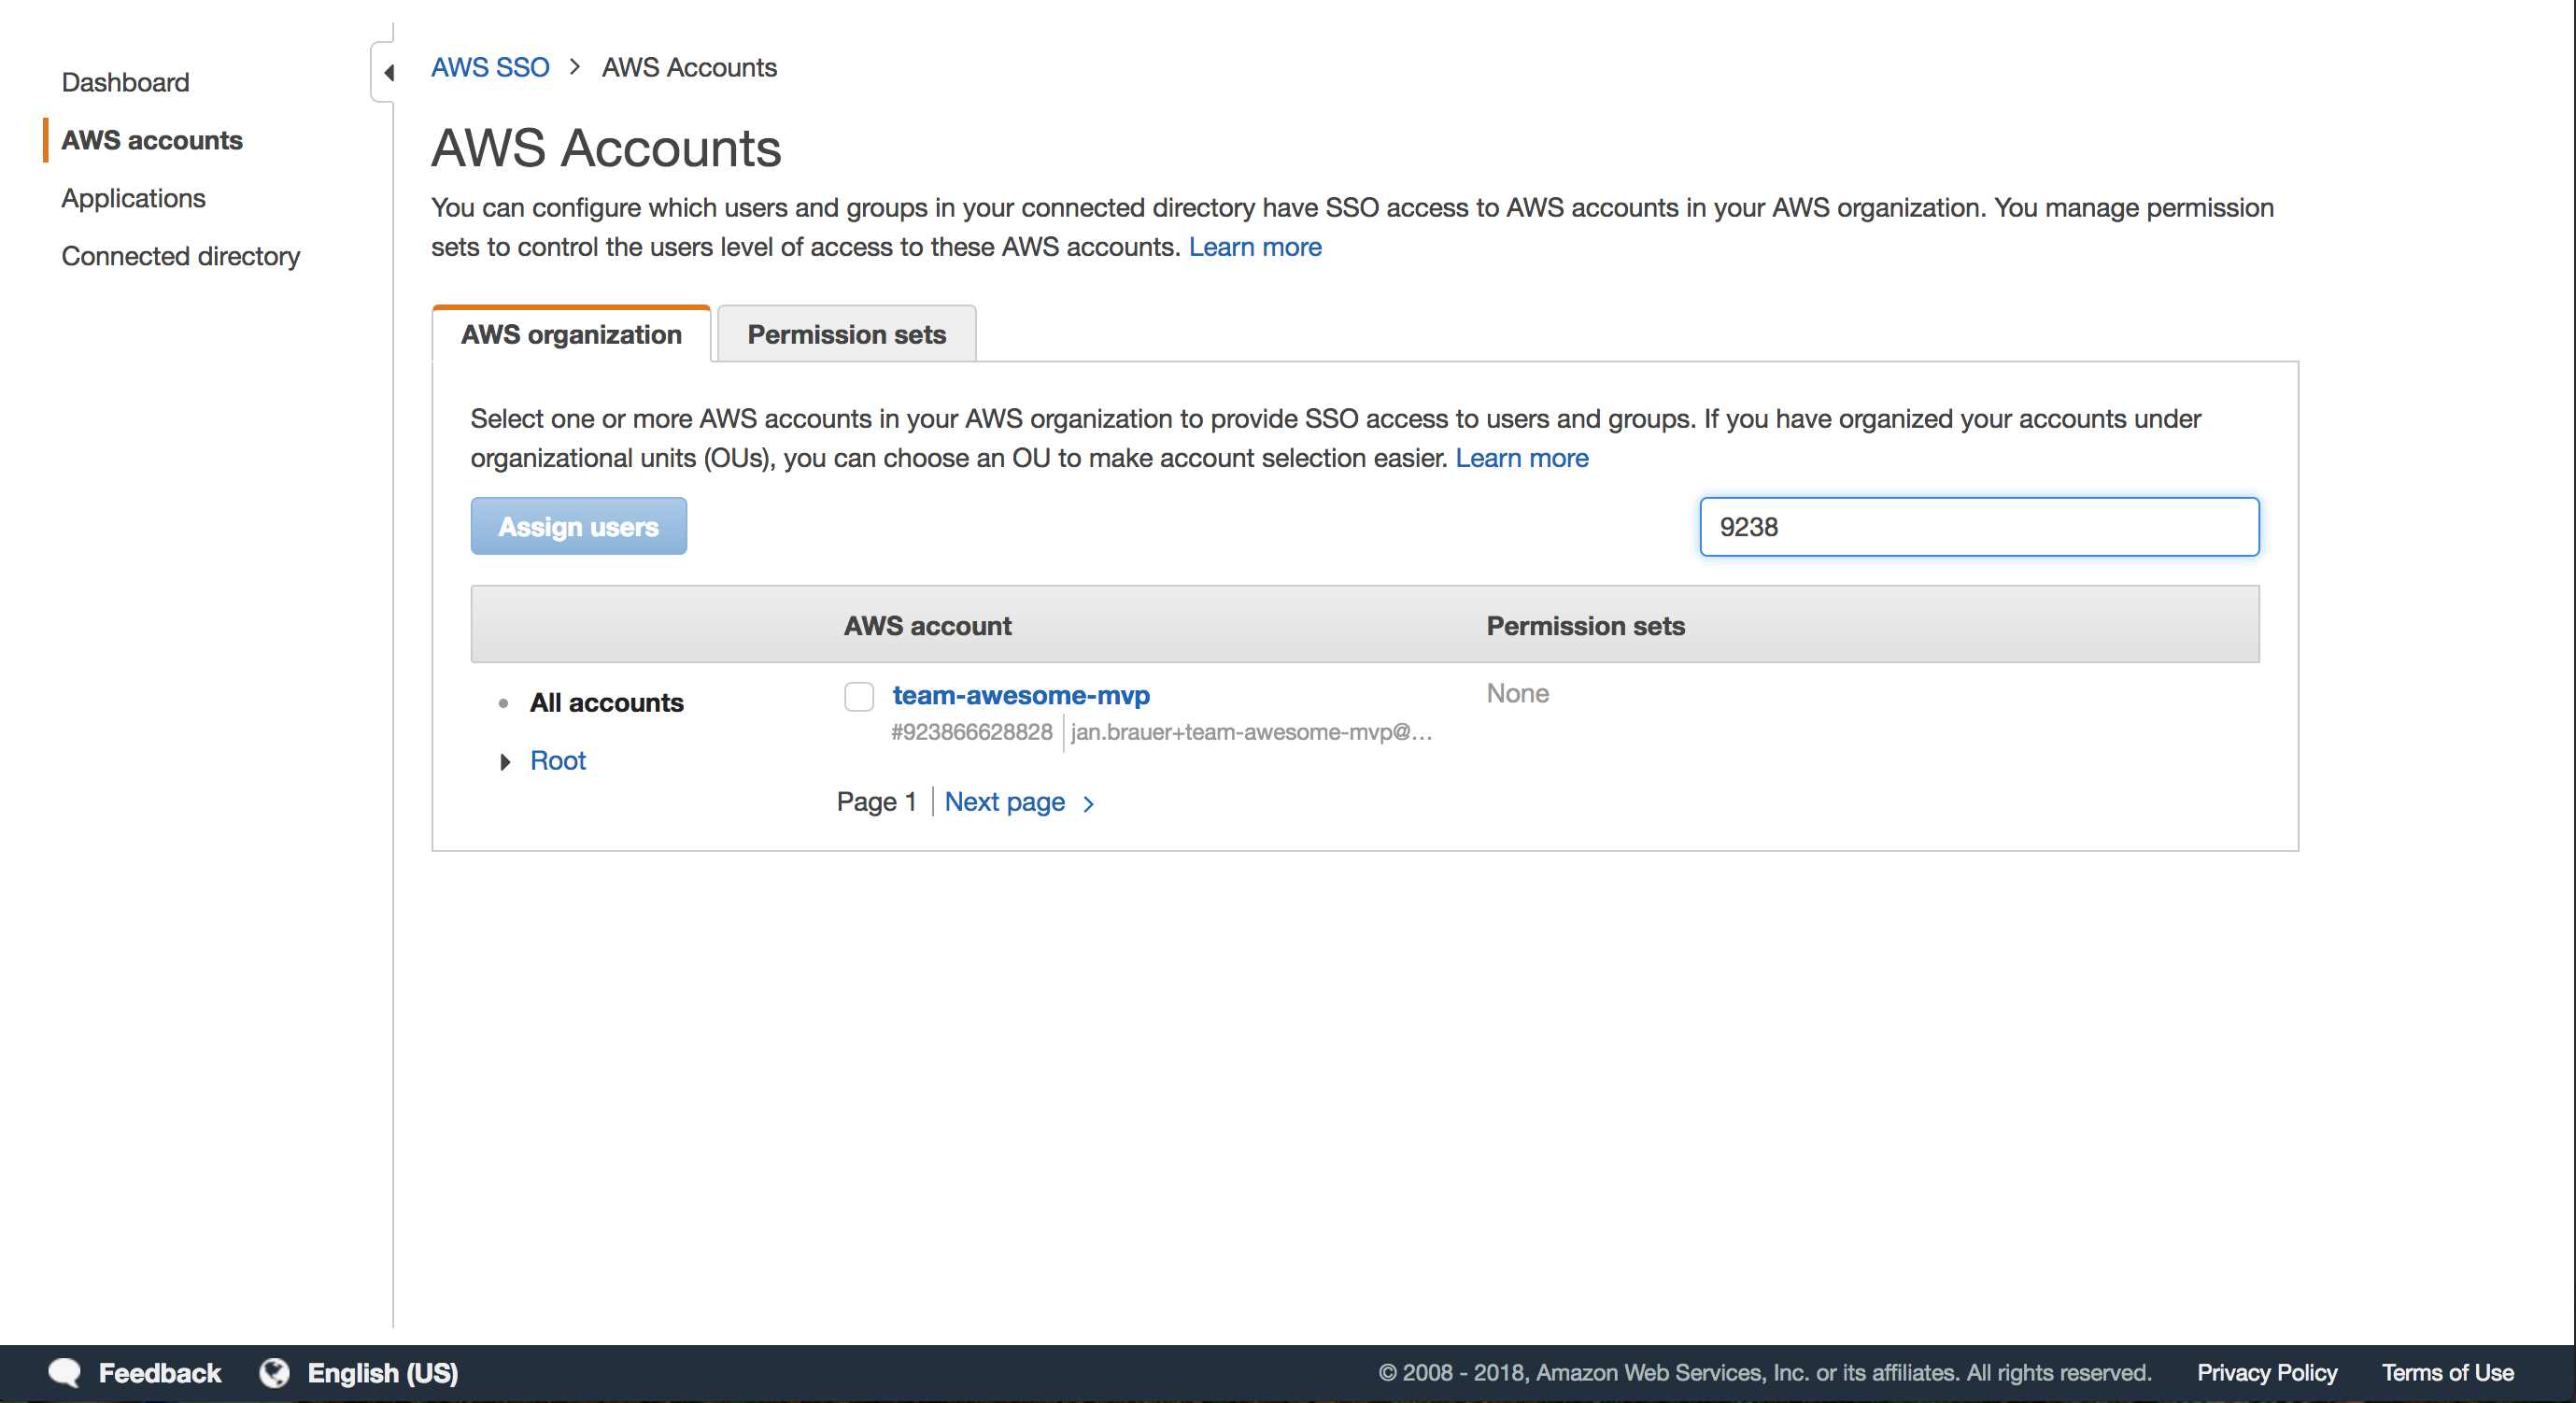 Dashboard
AWS accounts
Applications
Connected directory
AWS SSO > AWS Accounts
AWS Accounts
You can configure which users and groups in your connected directory have SSO access to AWS accounts in your AWS organization. You manage permission
sets to control the users level of access to these AWS accounts. Learn more
AWS organization
Permission sets
Select one or more AWS accounts in your AWS organization to provide SSO access to users and groups. If you have organized your accounts under
organizational units (OUs), you can choose an OU to make account selection easier. Learn more
Assign users
9238
AWS account
Permission sets
All accounts
Root
team-awesome-mvp
#923866628828 | jan.brauer+team-awesome-mvp@...
None
Page 1 | Next page >
Feedback
English (US)
© 2008 - 2018, Amazon Web Services, Inc. or its affiliates. All rights reserved.
Privacy Policy
Terms of Use